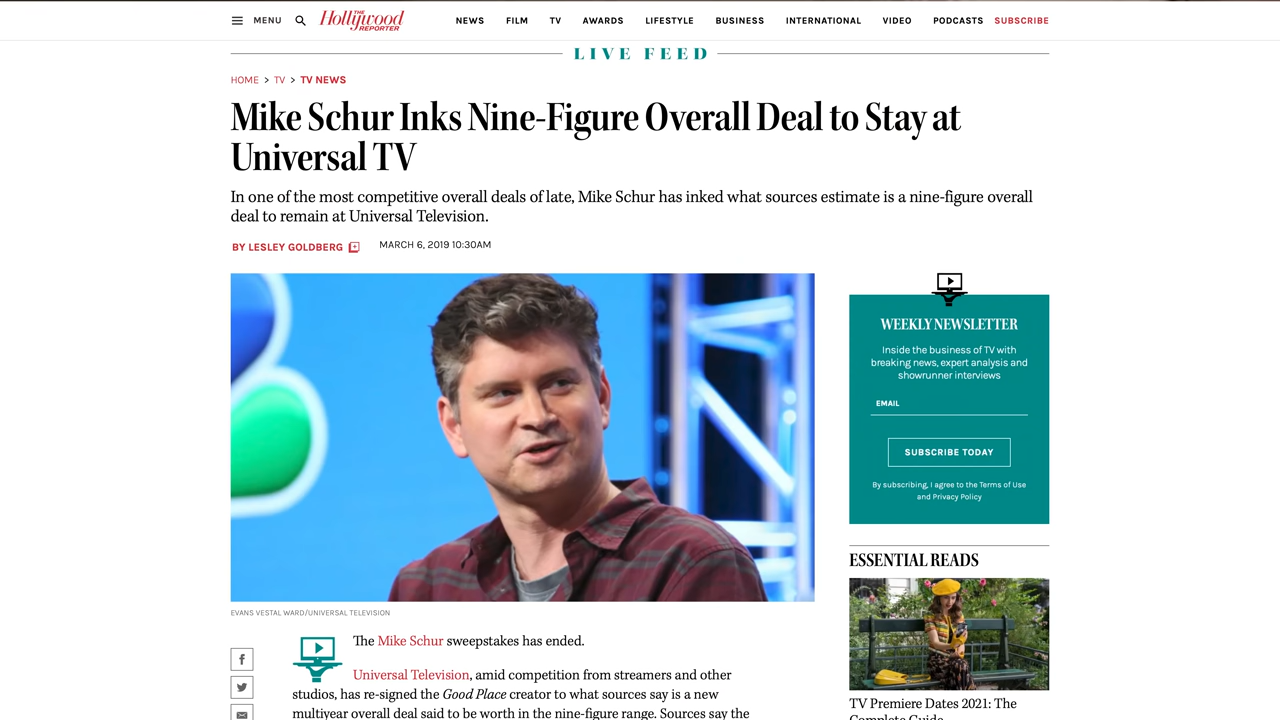 MENU
THE
Hollywood
REPORTER
NEWS FILM TV AWARDS LIFESTYLE BUSINESS INTERNATIONAL VIDEO PODCASTS SUBSCRIBE
LIVE FEED
HOME > TV > TV NEWS
Mike Schur Inks Nine-Figure Overall Deal to Stay at
Universal TV
In one of the most competitive overall deals of late, Mike Schur has inked what sources estimate is a nine-figure overall
deal to remain at Universal Television.
BY LESLEY GOLDBERG MARCH 6, 2019 10:30AM
EVANS VESTAL WARD/UNIVERSAL TELEVISION
The Mike Schur sweepstakes has ended.
Universal Television, amid competition from streamers and other
studios, has re-signed the Good Place creator to what sources say is a new
multiyear overall deal said to be worth in the nine-figure range. Sources say the
WEEKLY NEWSLETTER
Inside the business of TV with
breaking news, expert analysis and
showrunner interviews
EMAIL
SUBSCRIBE TODAY
By subscribing, I agree to the Terms of Use
and Privacy Policy
ESSENTIAL READS
TV Premiere Dates 2021: The
Complete Guide